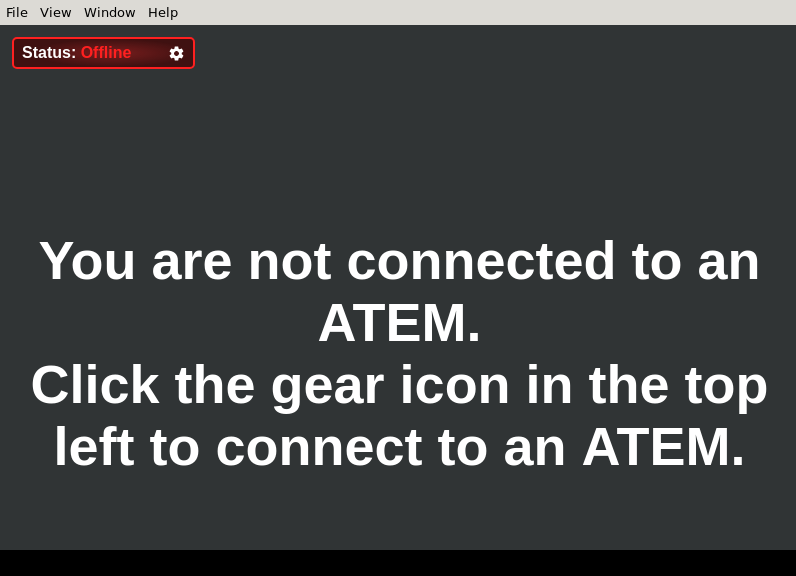 File View Window Help
Status: Offline
You are not connected to an
ATEM.
Click the gear icon in the top
left to connect to an ATEM.